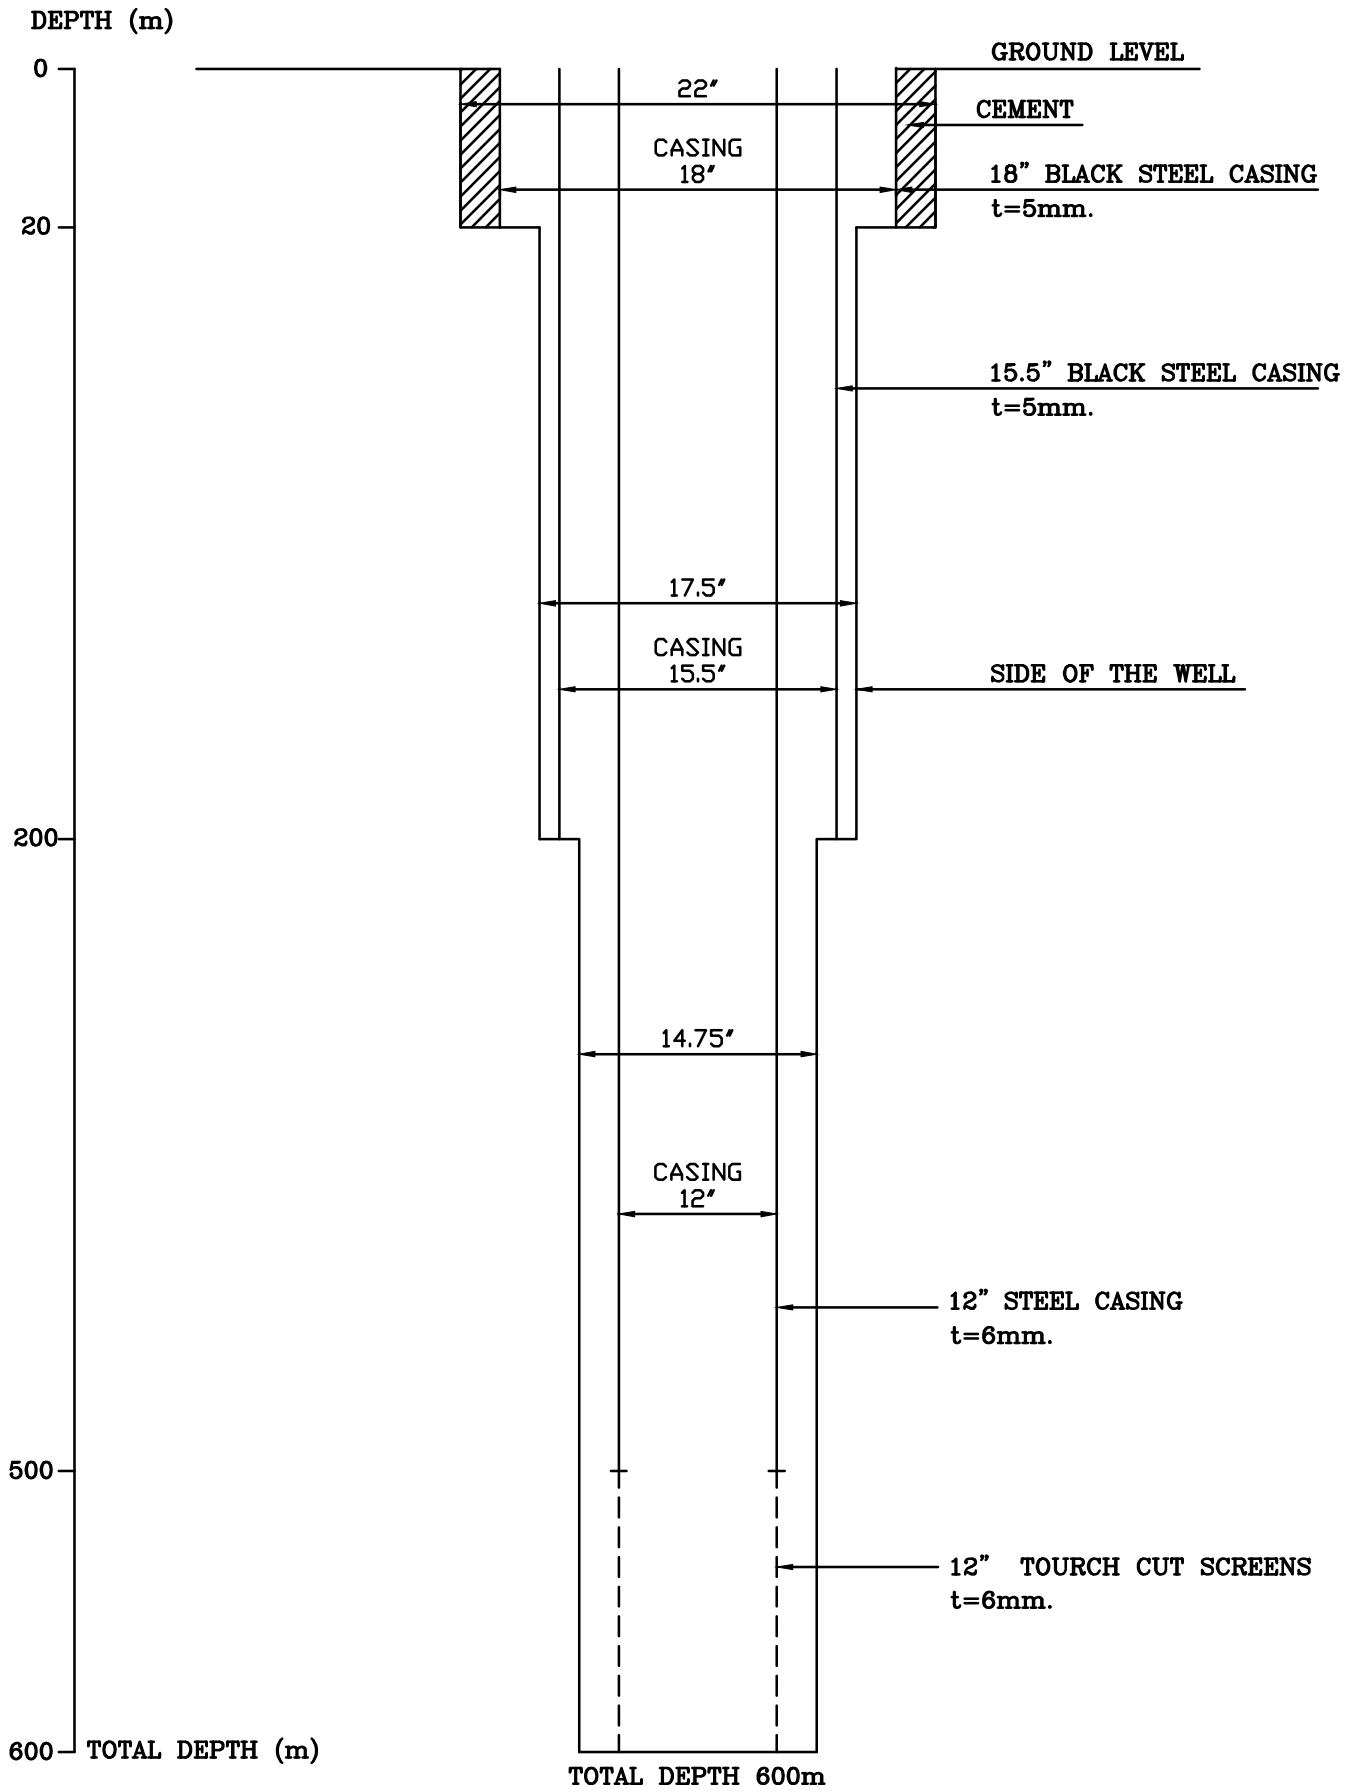 DEPTH (m)
GROUND LEVEL
0
22"
CEMENT
CASING
18"
18" BLACK STEEL CASING
t=5mm.
20
15.5" BLACK STEEL CASING
t=5mm.
17.5"
CASING
15.5"
SIDE OF THE WELL
200
14.75"
CASING
12"
12" STEEL CASING
t=6mm.
500
12" TOURCH CUT SCREENS
t=6mm.
600
TOTAL DEPTH (m)
TOTAL DEPTH 600m